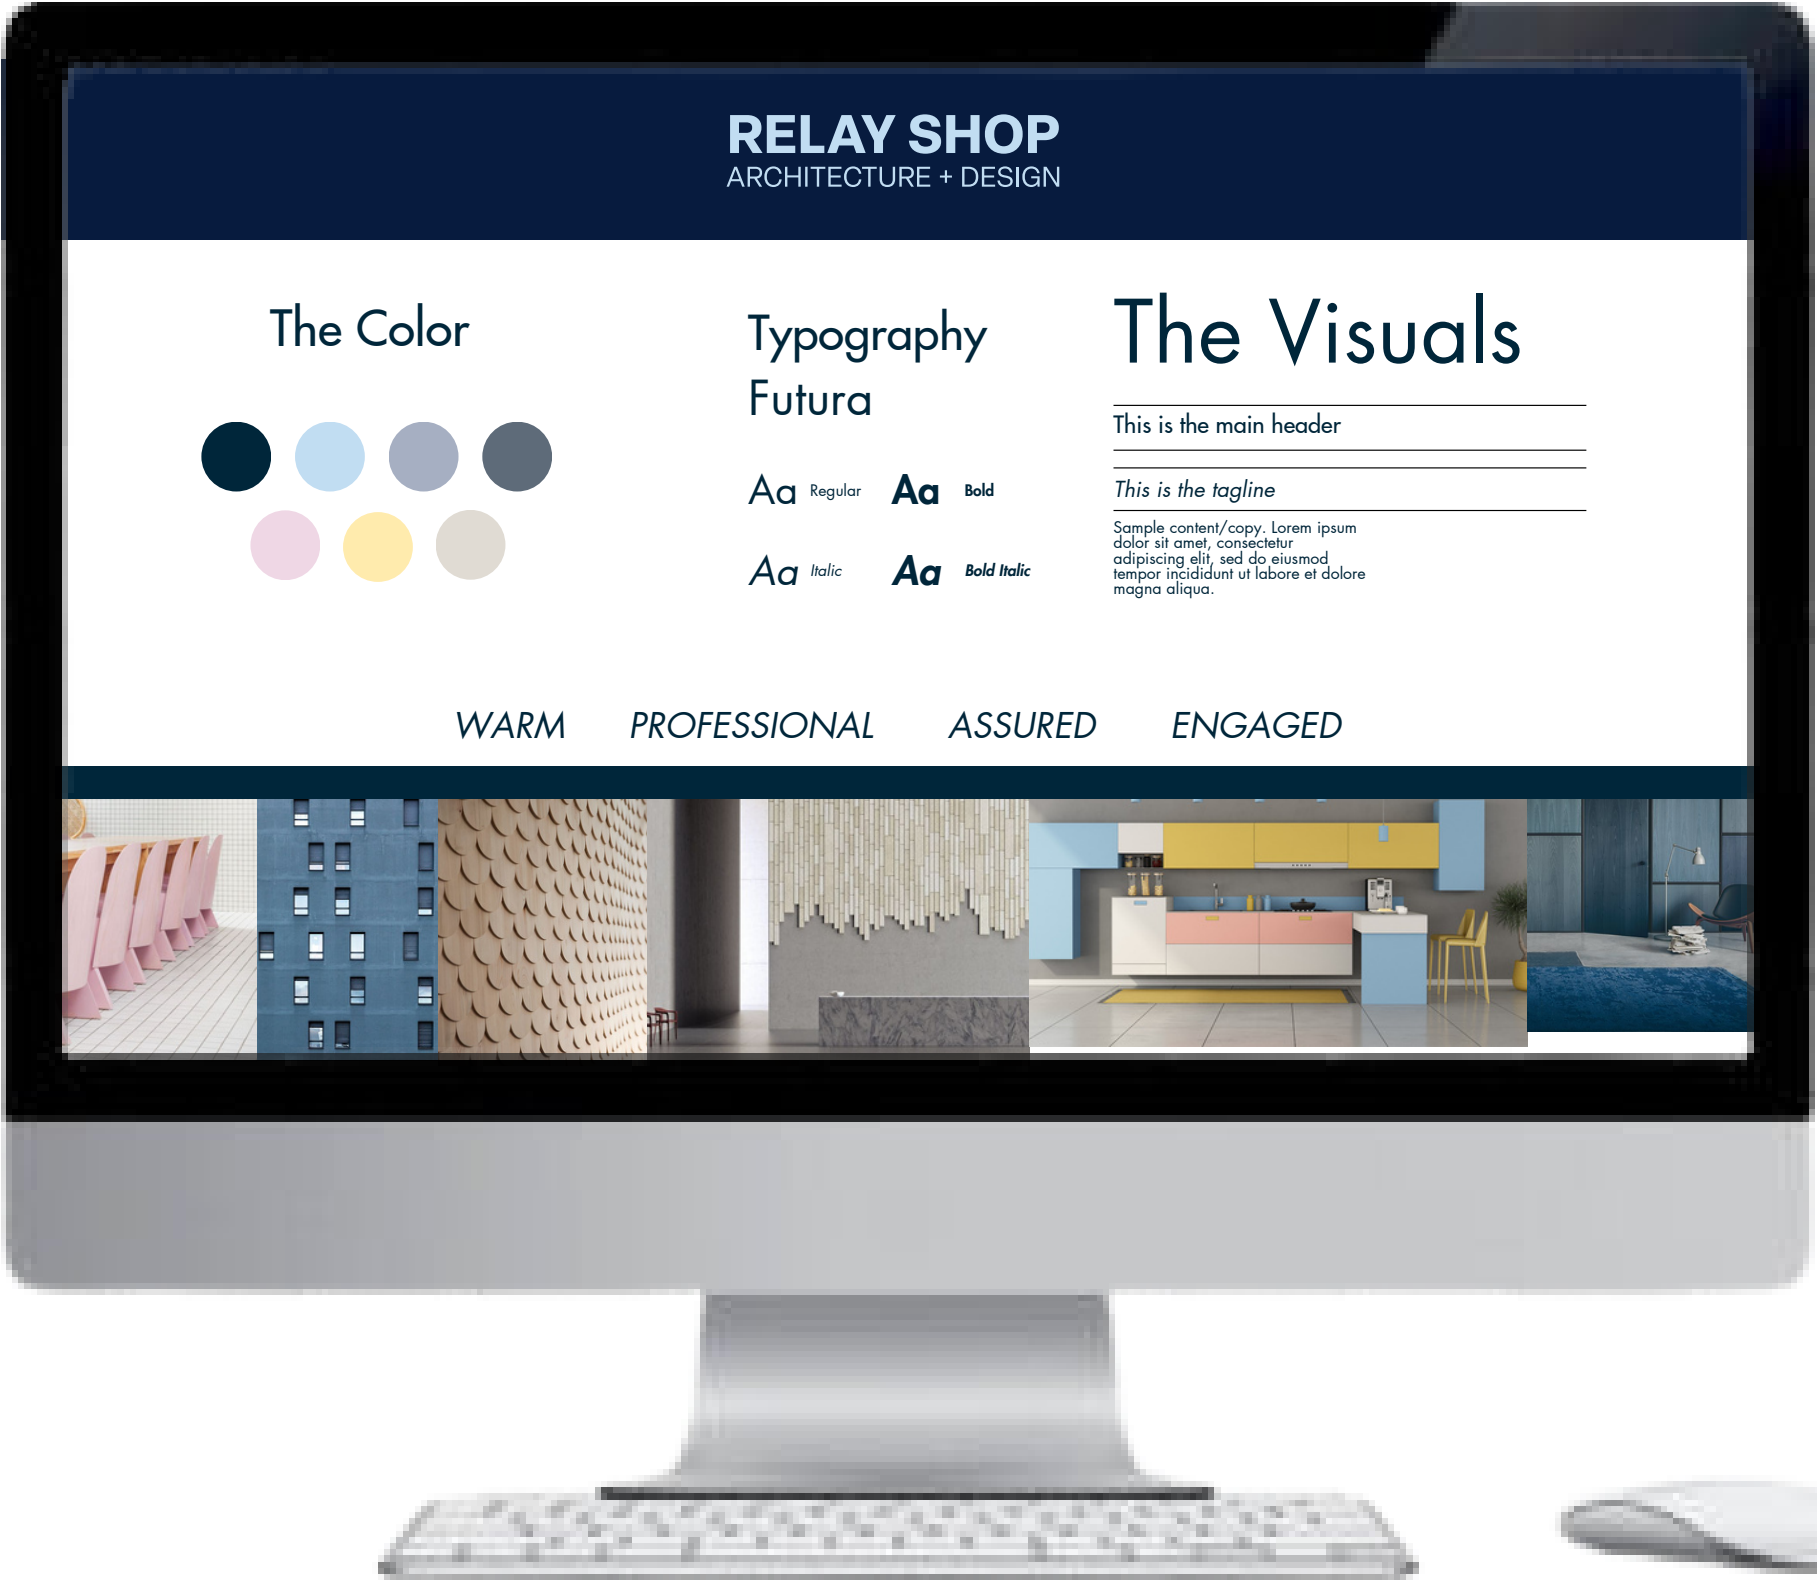 RELAY SHOP
ARCHITECTURE + DESIGN
The Color
Typography
Futura
Aa Regular Aa Bold
Aa Italic Aa Bold Italic
The Visuals
This is the main header
This is the tagline
Sample content/copy. Lorem ipsum
dolor sit amet, consectetur
adipiscing elit, sed do eiusmod
tempor incididunt ut labore et dolore
magna aliqua.
WARM PROFESSIONAL ASSURED ENGAGED